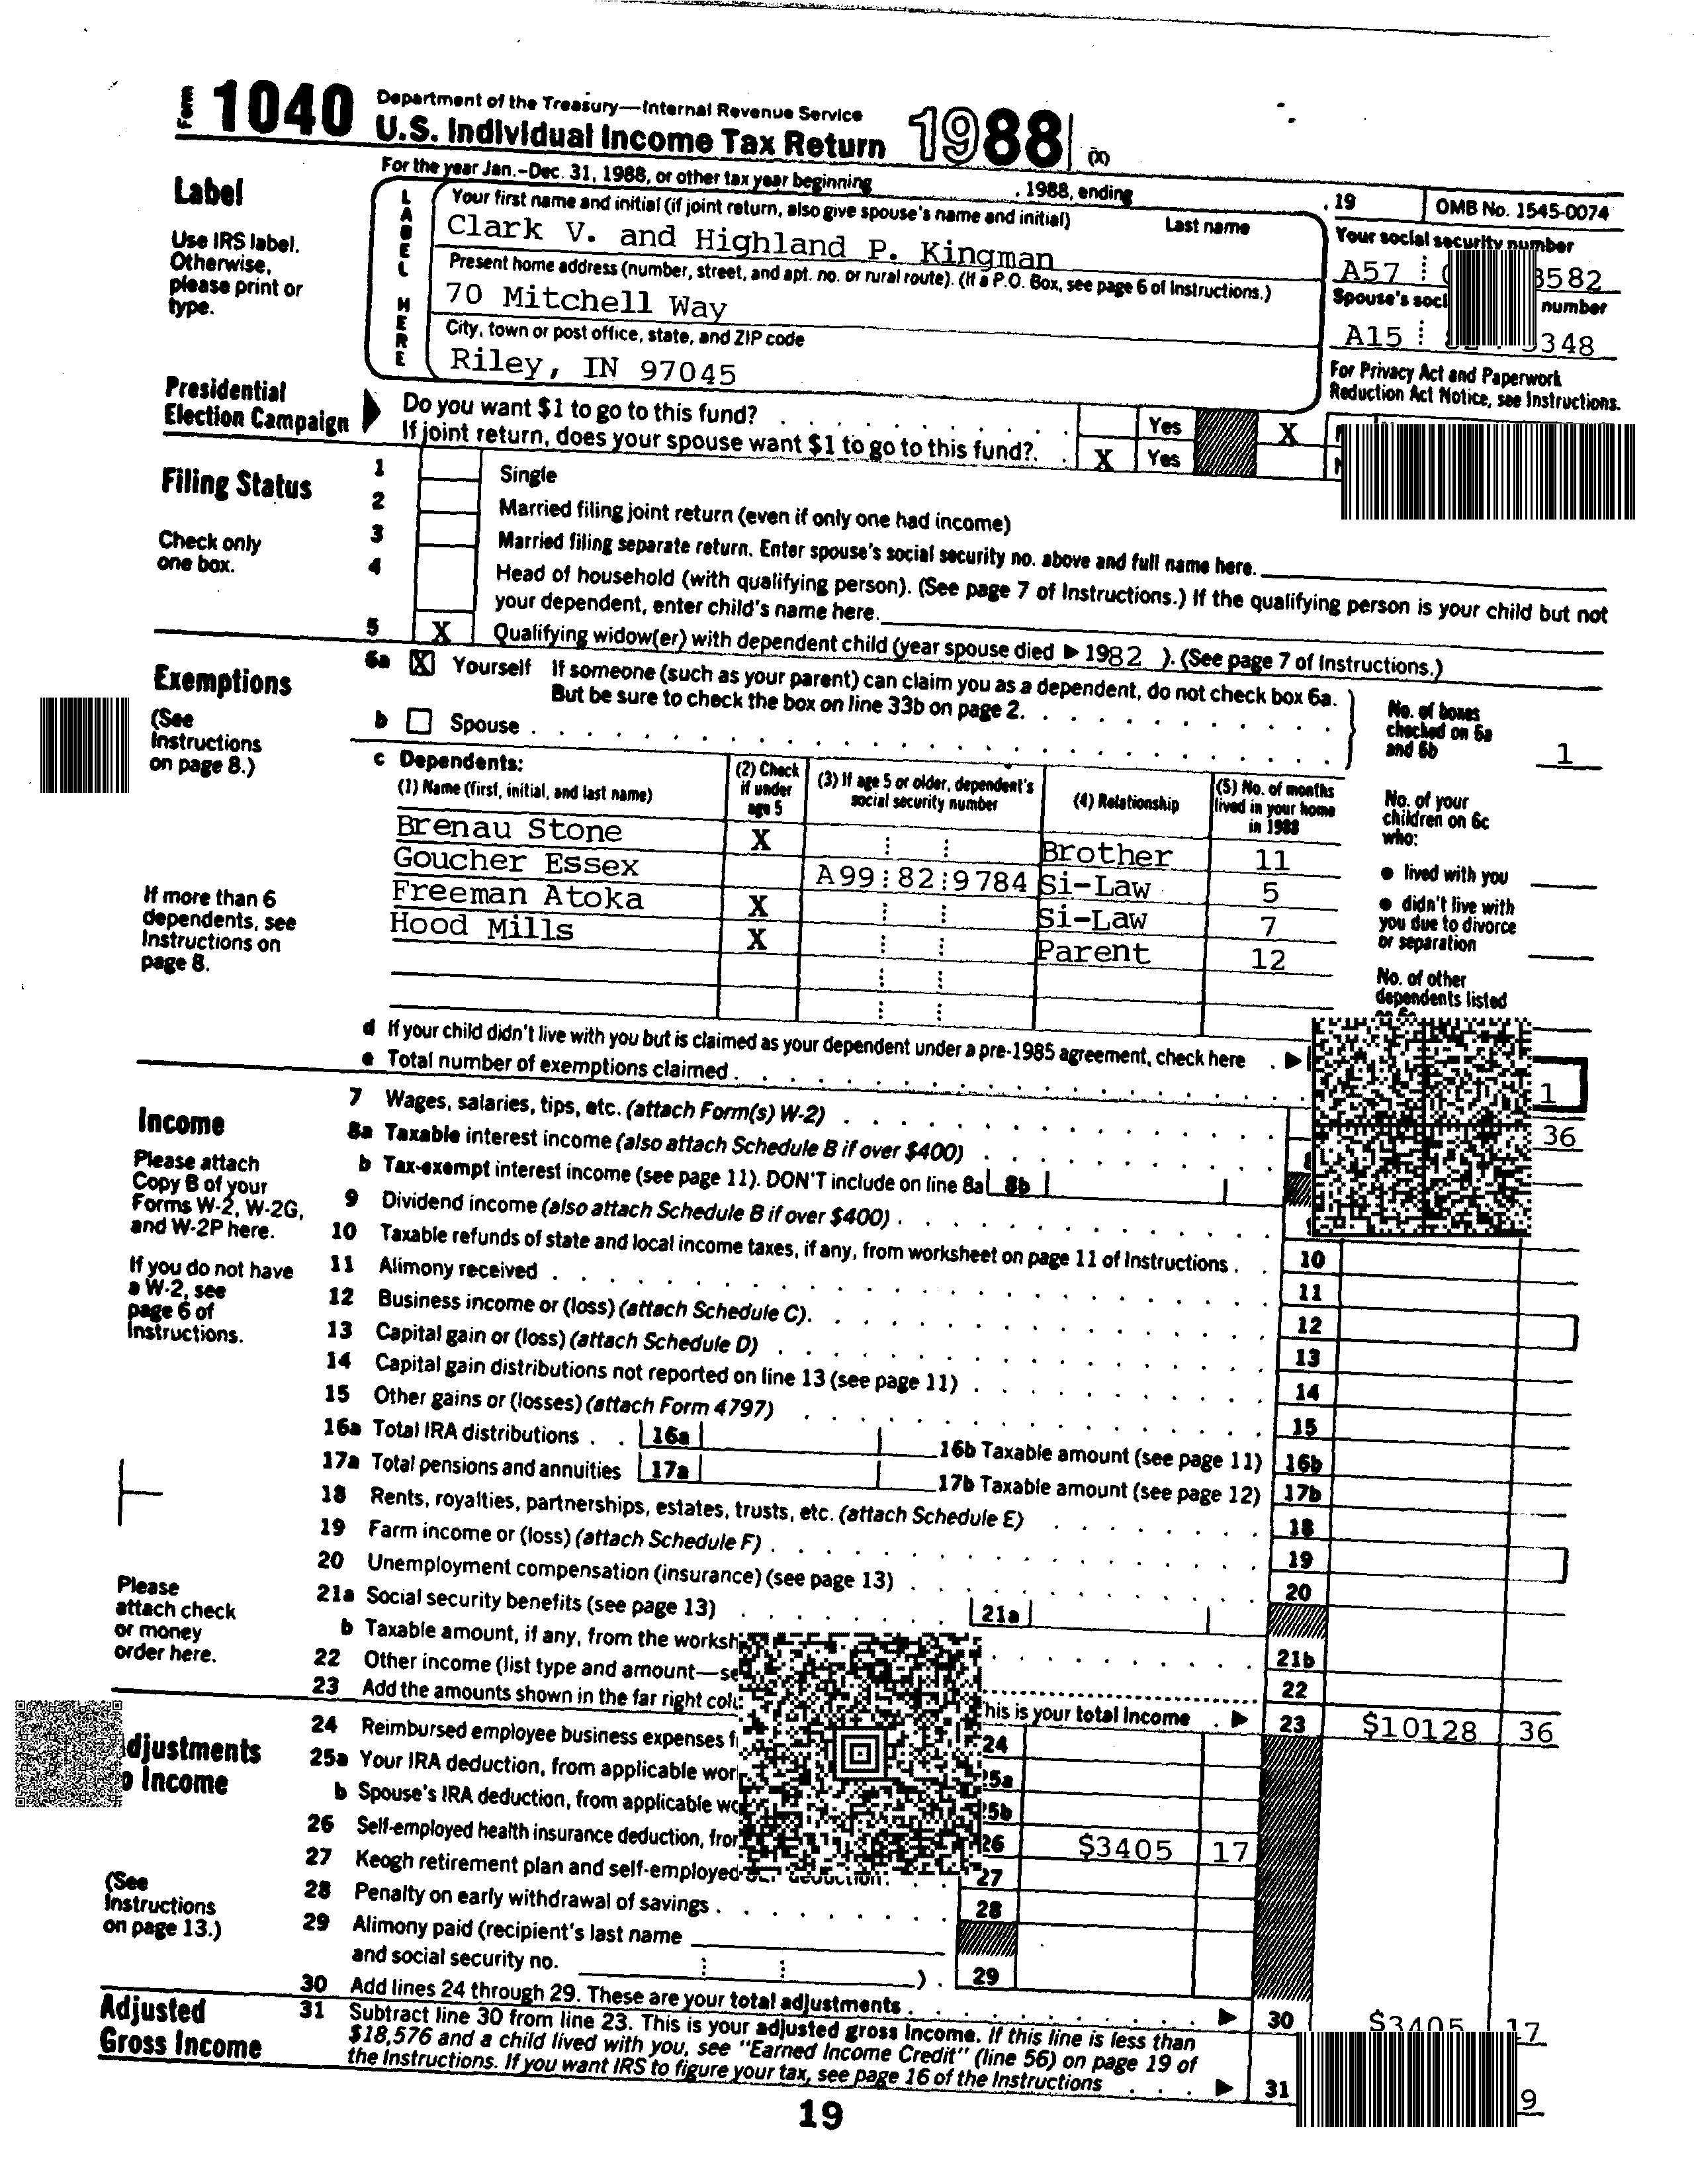 Form 1040 Department of the Treasury—Internal Revenue Service
U.S. Individual Income Tax Return 1988 (X)
For the year Jan.–Dec. 31, 1988, or other tax year beginning , 1988, ending , 19 OMB No. 1545-0074
Label
Use IRS label.
Otherwise,
please print or
type.
LABEL HERE
Your first name and initial (if joint return, also give spouse's name and initial) Last name
Clark V. and Highland P. Kingman
Your social security number
A57 3582
Present home address (number, street, and apt. no. or rural route). (If a P.O. Box, see page 6 of Instructions.)
70 Mitchell Way
Spouse's number
A15 348
City, town or post office, state, and ZIP code
Riley, IN 97045
For Privacy Act and Paperwork
Reduction Act Notice, see Instructions.
Presidential
Election Campaign
Do you want $1 to go to this fund? Yes X
If joint return, does your spouse want $1 to go to this fund?. X Yes
Filing Status
Check only
one box.
1 Single
2 Married filing joint return (even if only one had income)
3 Married filing separate return. Enter spouse's social security no. above and full name here.
4 Head of household (with qualifying person). (See page 7 of Instructions.) If the qualifying person is your child but not
your dependent, enter child's name here.
5 X Qualifying widow(er) with dependent child (year spouse died ▶ 1982 ). (See page 7 of Instructions.)
Exemptions
(See
Instructions
on page 8.)
6a X Yourself If someone (such as your parent) can claim you as a dependent, do not check box 6a.
But be sure to check the box on line 33b on page 2.
b Spouse
No. of boxes
checked on 6a
and 6b 1
c Dependents:
(1) Name (first, initial, and last name)
(2) Check
if under
age 5
(3) If age 5 or older, dependent's
social security number
(4) Relationship
(5) No. of months
lived in your home
in 1988
Brenau Stone X Brother 11
Goucher Essex A99 82 9784 Si-Law 5
Freeman Atoka X Si-Law 7
Hood Mills X Parent 12
If more than 6
dependents, see
Instructions on
page 8.
No. of your
children on 6c
who:
● lived with you
● didn't live with
you due to divorce
or separation
No. of other
dependents listed
d If your child didn't live with you but is claimed as your dependent under a pre-1985 agreement, check here ▶
e Total number of exemptions claimed 1
Income
Please attach
Copy B of your
Forms W-2, W-2G,
and W-2P here.
If you do not have
a W-2, see
page 6 of
Instructions.
7 Wages, salaries, tips, etc. (attach Form(s) W-2) 36
8a Taxable interest income (also attach Schedule B if over $400)
b Tax-exempt interest income (see page 11). DON'T include on line 8a 8b
9 Dividend income (also attach Schedule B if over $400)
10 Taxable refunds of state and local income taxes, if any, from worksheet on page 11 of Instructions 10
11 Alimony received 11
12 Business income or (loss) (attach Schedule C). 12
13 Capital gain or (loss) (attach Schedule D) 13
14 Capital gain distributions not reported on line 13 (see page 11) 14
15 Other gains or (losses) (attach Form 4797) 15
16a Total IRA distributions 16a 16b Taxable amount (see page 11) 16b
17a Total pensions and annuities 17a 17b Taxable amount (see page 12) 17b
18 Rents, royalties, partnerships, estates, trusts, etc. (attach Schedule E) 18
19 Farm income or (loss) (attach Schedule F) 19
20 Unemployment compensation (insurance) (see page 13) 20
21a Social security benefits (see page 13) 21a
b Taxable amount, if any, from the 21b
22 Other income (list type and amount— 22
23 Add the amounts shown in the far right This is your total income ▶ 23 $10128 36
Please
attach check
or money
order here.
Adjustments
to Income
(See
Instructions
on page 13.)
24 Reimbursed employee business expenses 24
25a Your IRA deduction, from applicable 25a
b Spouse's IRA deduction, from applicable 25b
26 Self-employed health insurance deduction, 26 $3405 17
27 Keogh retirement plan and self-employed SEP deduction. 27
28 Penalty on early withdrawal of savings 28
29 Alimony paid (recipient's last name
and social security no. ) . 29
30 Add lines 24 through 29. These are your total adjustments ▶ 30 $3405 17
Adjusted
Gross Income
31 Subtract line 30 from line 23. This is your adjusted gross income. If this line is less than
$18,576 and a child lived with you, see "Earned Income Credit" (line 56) on page 19 of
the Instructions. If you want IRS to figure your tax, see page 16 of the Instructions ▶ 31 9
19